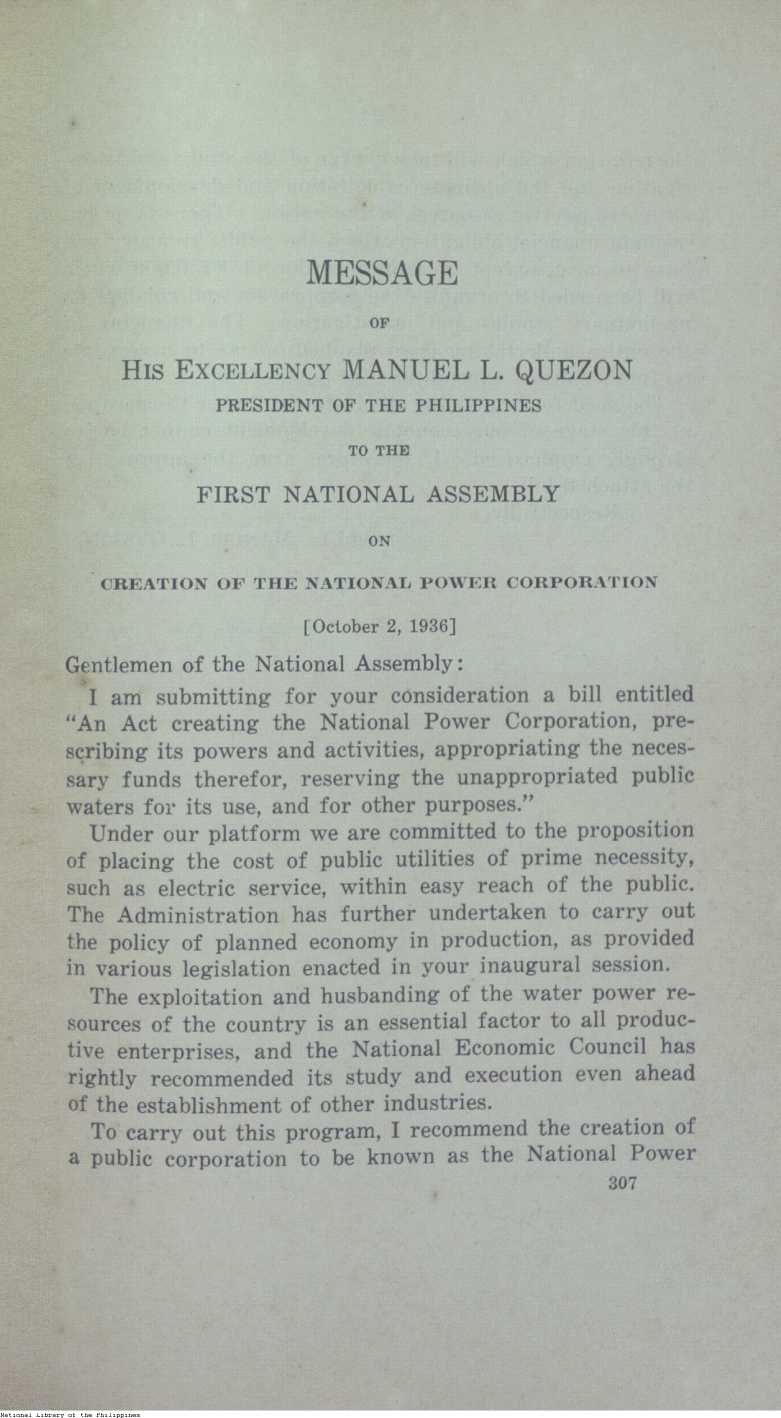 MESSAGE
OF
HIS EXCELLENCY MANUEL L. QUEZON
PRESIDENT OF THE PHILIPPINES
TO THE
FIRST NATIONAL ASSEMBLY
ON
CREATION OF THE NATIONAL POWER CORPORATION
[October 2, 1936]
Gentlemen of the National Assembly:
I am submitting for your consideration a bill entitled
“An Act creating the National Power Corporation, pre-
scribing its powers and activities, appropriating the neces-
sary funds therefor, reserving the unappropriated public
waters for its use, and for other purposes.”
Under our platform we are committed to the proposition
of placing the cost of public utilities of prime necessity,
such as electric service, within easy reach of the public.
The Administration has further undertaken to carry out
the policy of planned economy in production, as provided
in various legislation enacted in your inaugural session.
The exploitation and husbanding of the water power re-
sources of the country is an essential factor to all produc-
tive enterprises, and the National Economic Council has
rightly recommended its study and execution even ahead
of the establishment of other industries.
To carry out this program, I recommend the creation of
a public corporation to be known as the National Power
307
National Library of the Philippines